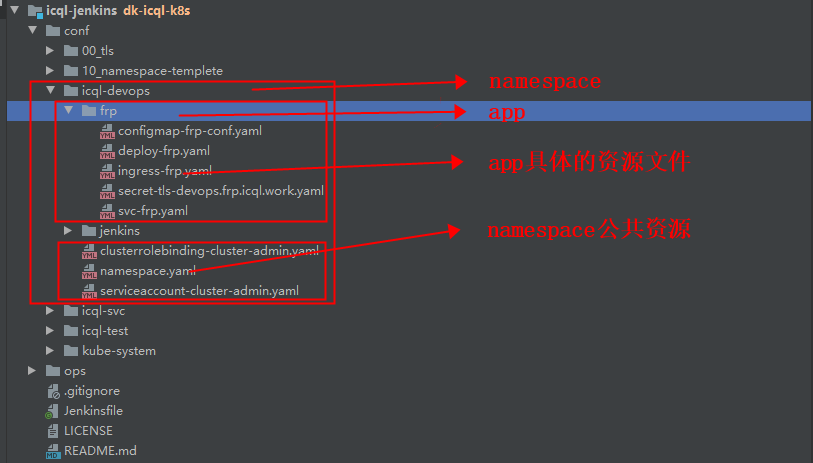 icql-jenkins dk-icql-k8s
conf
00_tls
10_namespace-templete
icql-devops
namespace
frp
app
configmap-frp-conf.yaml
deploy-frp.yaml
ingress-frp.yaml
app具体的资源文件
secret-tls-devops.frp.icql.work.yaml
svc-frp.yaml
jenkins
namespace公共资源
clusterrolebinding-cluster-admin.yaml
namespace.yaml
serviceaccount-cluster-admin.yaml
icql-svc
icql-test
kube-system
ops
.gitignore
Jenkinsfile
LICENSE
README.md